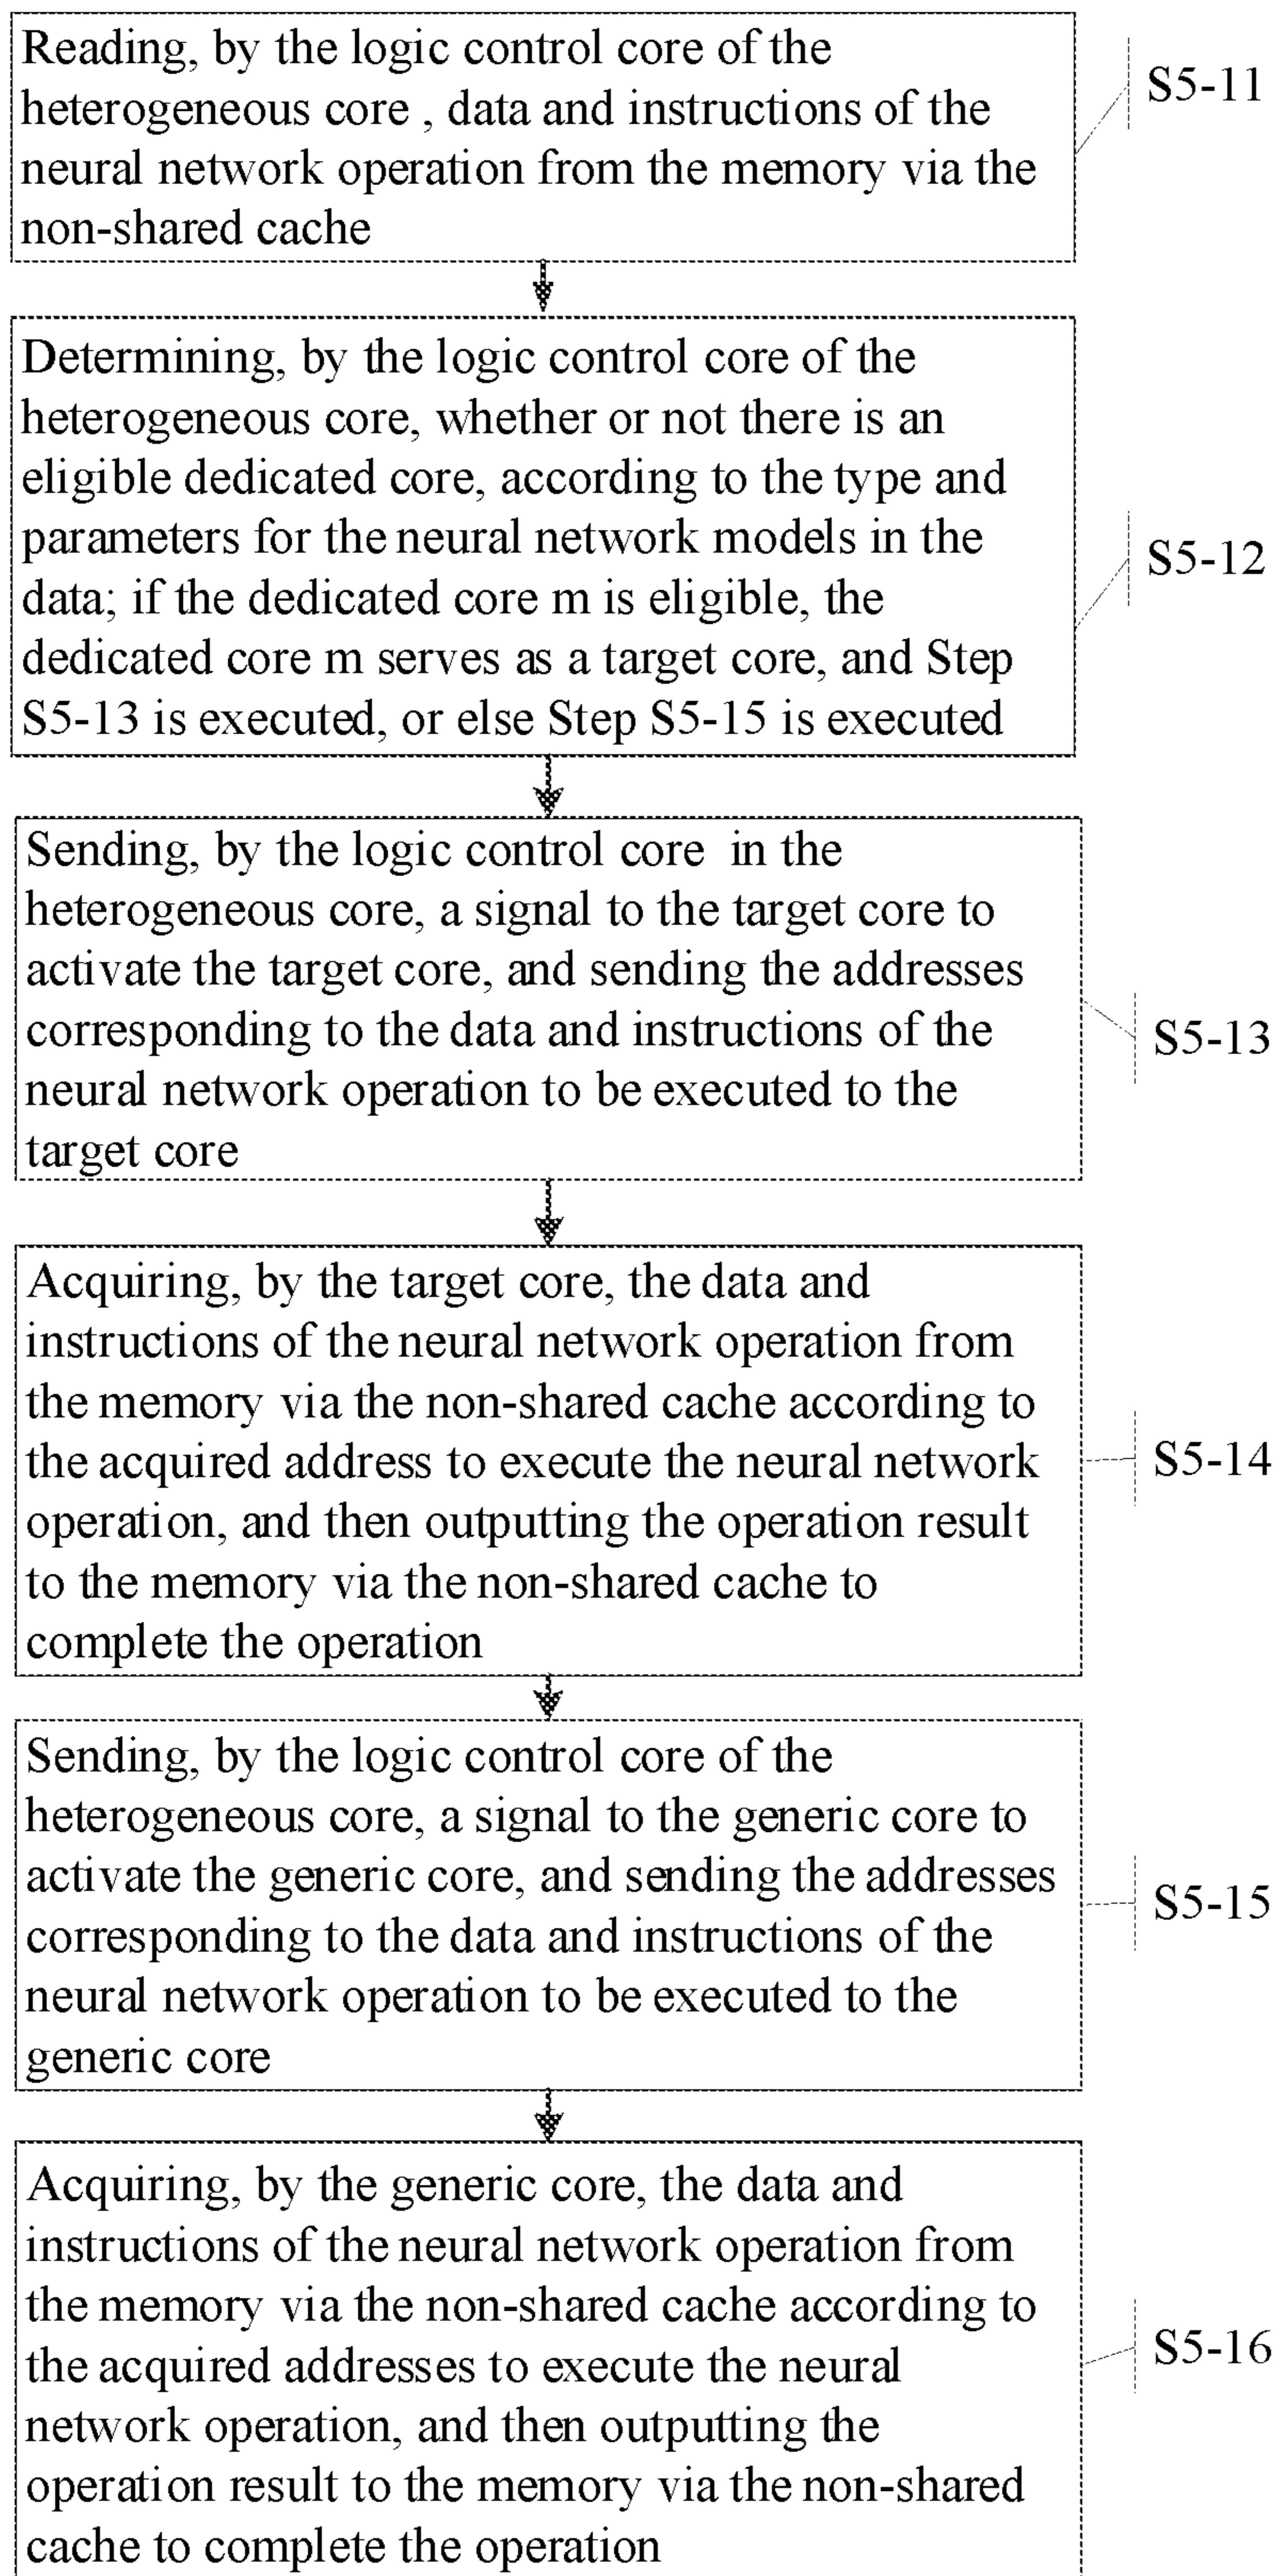 Reading, by the logic control core of the
heterogeneous core , data and instructions of the
neural network operation from the memory via the
non-shared cache
S5-11
Determining, by the logic control core of the
heterogeneous core, whether or not there is an
eligible dedicated core, according to the type and
parameters for the neural network models in the
data; if the dedicated core m is eligible, the
dedicated core m serves as a target core, and Step
S5-13 is executed, or else Step S5-15 is executed
S5-12
Sending, by the logic control core in the
heterogeneous core, a signal to the target core to
activate the target core, and sending the addresses
corresponding to the data and instructions of the
neural network operation to be executed to the
target core
S5-13
Acquiring, by the target core, the data and
instructions of the neural network operation from
the memory via the non-shared cache according to
the acquired address to execute the neural network
operation, and then outputting the operation result
to the memory via the non-shared cache to
complete the operation
S5-14
Sending, by the logic control core of the
heterogeneous core, a signal to the generic core to
activate the generic core, and sending the addresses
corresponding to the data and instructions of the
neural network operation to be executed to the
generic core
S5-15
Acquiring, by the generic core, the data and
instructions of the neural network operation from
the memory via the non-shared cache according to
the acquired addresses to execute the neural
network operation, and then outputting the
operation result to the memory via the non-shared
cache to complete the operation
S5-16